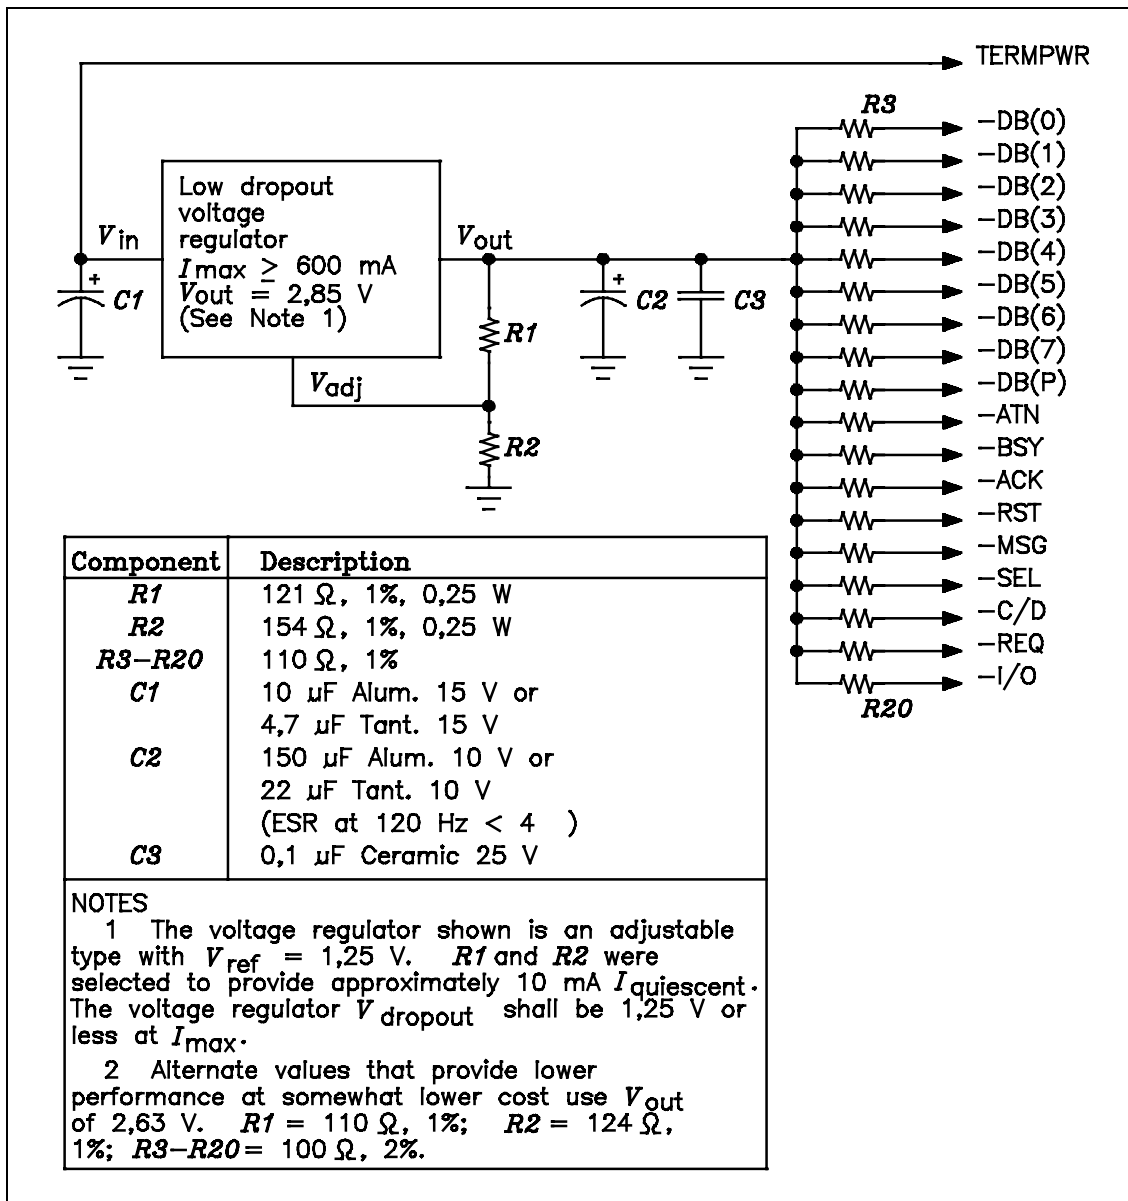 TERMPWR
R3
-DB(0)
-DB(1)
-DB(2)
-DB(3)
-DB(4)
-DB(5)
-DB(6)
-DB(7)
-DB(P)
-ATN
-BSY
-ACK
-RST
-MSG
-SEL
-C/D
-REQ
-I/O
R20
Low dropout
voltage
regulator
Imax ≥ 600 mA
Vout = 2,85 V
(See Note 1)
Vin
Vout
+
C1
+
C2
C3
R1
Vadj
R2
Component Description
R1 121 Ω, 1%, 0,25 W
R2 154 Ω, 1%, 0,25 W
R3-R20 110 Ω, 1%
C1 10 µF Alum. 15 V or
4,7 µF Tant. 15 V
C2 150 µF Alum. 10 V or
22 µF Tant. 10 V
(ESR at 120 Hz < 4 )
C3 0,1 µF Ceramic 25 V
NOTES
1 The voltage regulator shown is an adjustable
type with Vref = 1,25 V. R1 and R2 were
selected to provide approximately 10 mA Iquiescent.
The voltage regulator Vdropout shall be 1,25 V or
less at Imax.
2 Alternate values that provide lower
performance at somewhat lower cost use Vout
of 2,63 V. R1 = 110 Ω, 1%; R2 = 124 Ω,
1%; R3-R20 = 100 Ω, 2%.